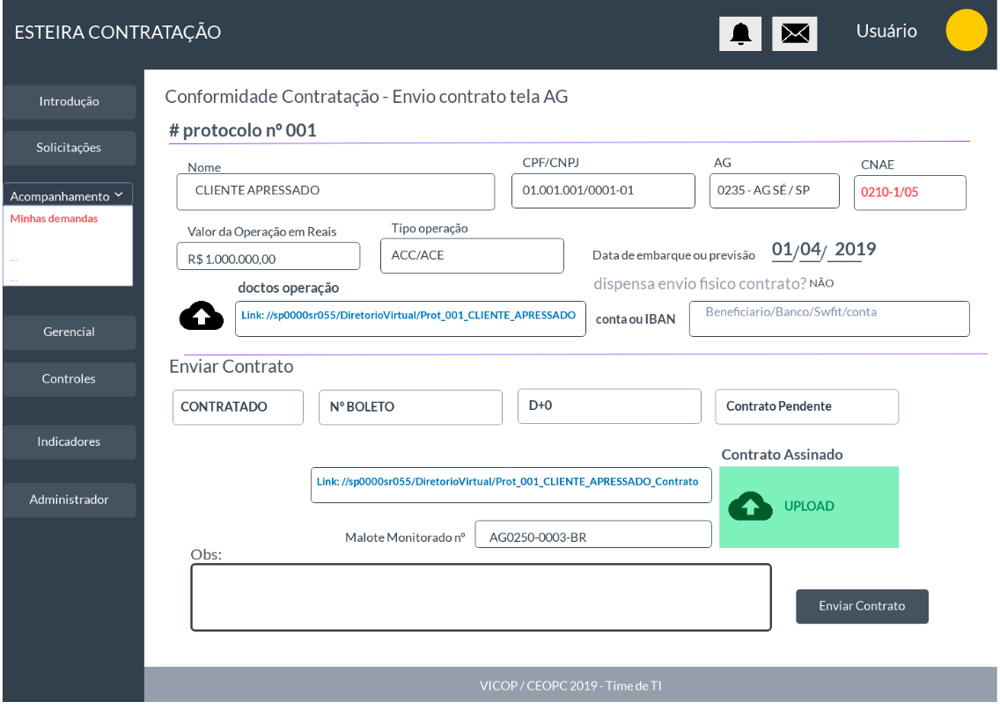 ESTEIRA CONTRATAÇÃO
Usuário
Introdução
Solicitações
Acompanhamento
Minhas demandas
...
...
Gerencial
Controles
Indicadores
Administrador
Conformidade Contratação - Envio contrato tela AG
# protocolo nº 001
Nome
CPF/CNPJ
AG
CNAE
CLIENTE APRESSADO
01.001.001/0001-01
0235 - AG SÉ / SP
0210-1/05
Valor da Operação em Reais
Tipo operação
R$ 1.000.000,00
ACC/ACE
Data de embarque ou previsão
01/04/ 2019
doctos operação
dispensa envio fisico contrato? NÃO
Link: //sp0000sr055/DiretorioVirtual/Prot_001_CLIENTE_APRESSADO
conta ou IBAN
Beneficiario/Banco/Swfit/conta
Enviar Contrato
CONTRATADO
Nº BOLETO
D+0
Contrato Pendente
Contrato Assinado
Link: //sp0000sr055/DiretorioVirtual/Prot_001_CLIENTE_APRESSADO_Contrato
UPLOAD
Malote Monitorado nº
AG0250-0003-BR
Obs:
Enviar Contrato
VICOP / CEOPC 2019 - Time de TI